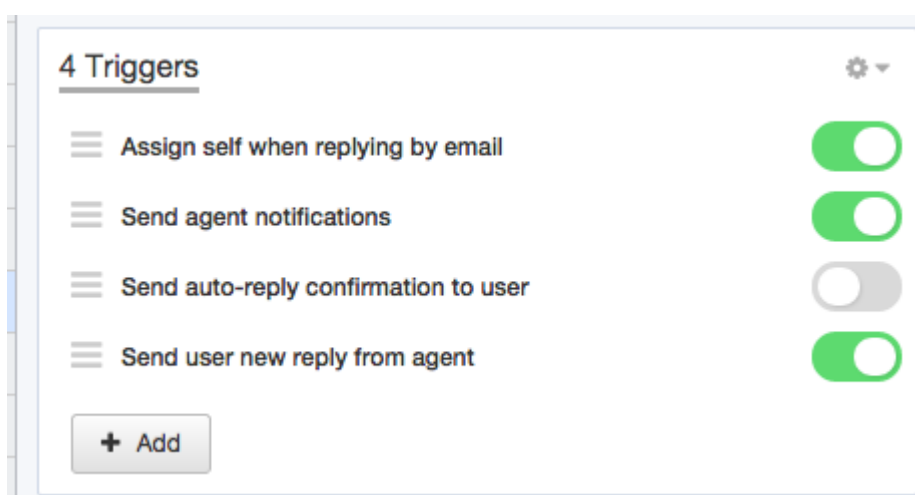 4 Triggers
Assign self when replying by email
Send agent notifications
Send auto-reply confirmation to user
Send user new reply from agent
+ Add